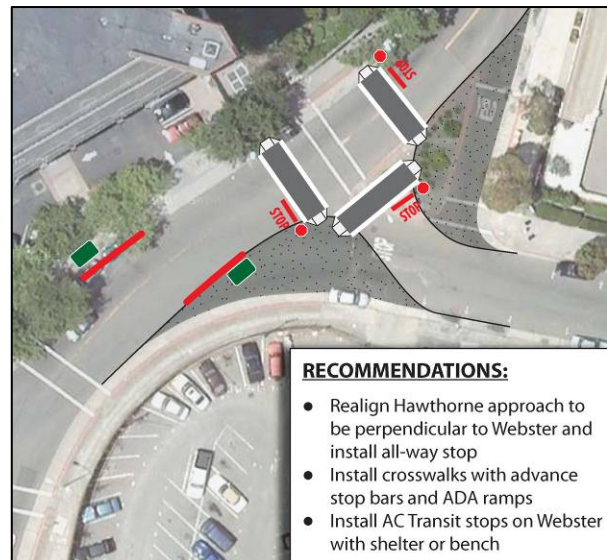 STOP
STOP
STOP
STOP
RECOMMENDATIONS:
● Realign Hawthorne approach to
be perpendicular to Webster and
install all-way stop
● Install crosswalks with advance
stop bars and ADA ramps
● Install AC Transit stops on Webster
with shelter or bench